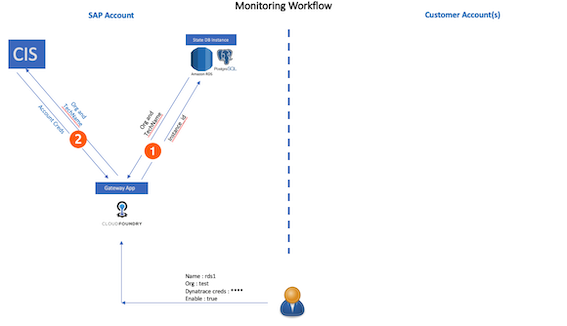 Monitoring Workflow
SAP Account
Customer Account(s)
State DB Instance
CIS
Amazon RDS
PostgreSQL
Org and
TechName
Account Creds
2
Org and
TechName
Instance_id
1
Gateway App
CLOUDFOUNDRY
Name : rds1
Org : test
Dynatrace creds : ****
Enable : true